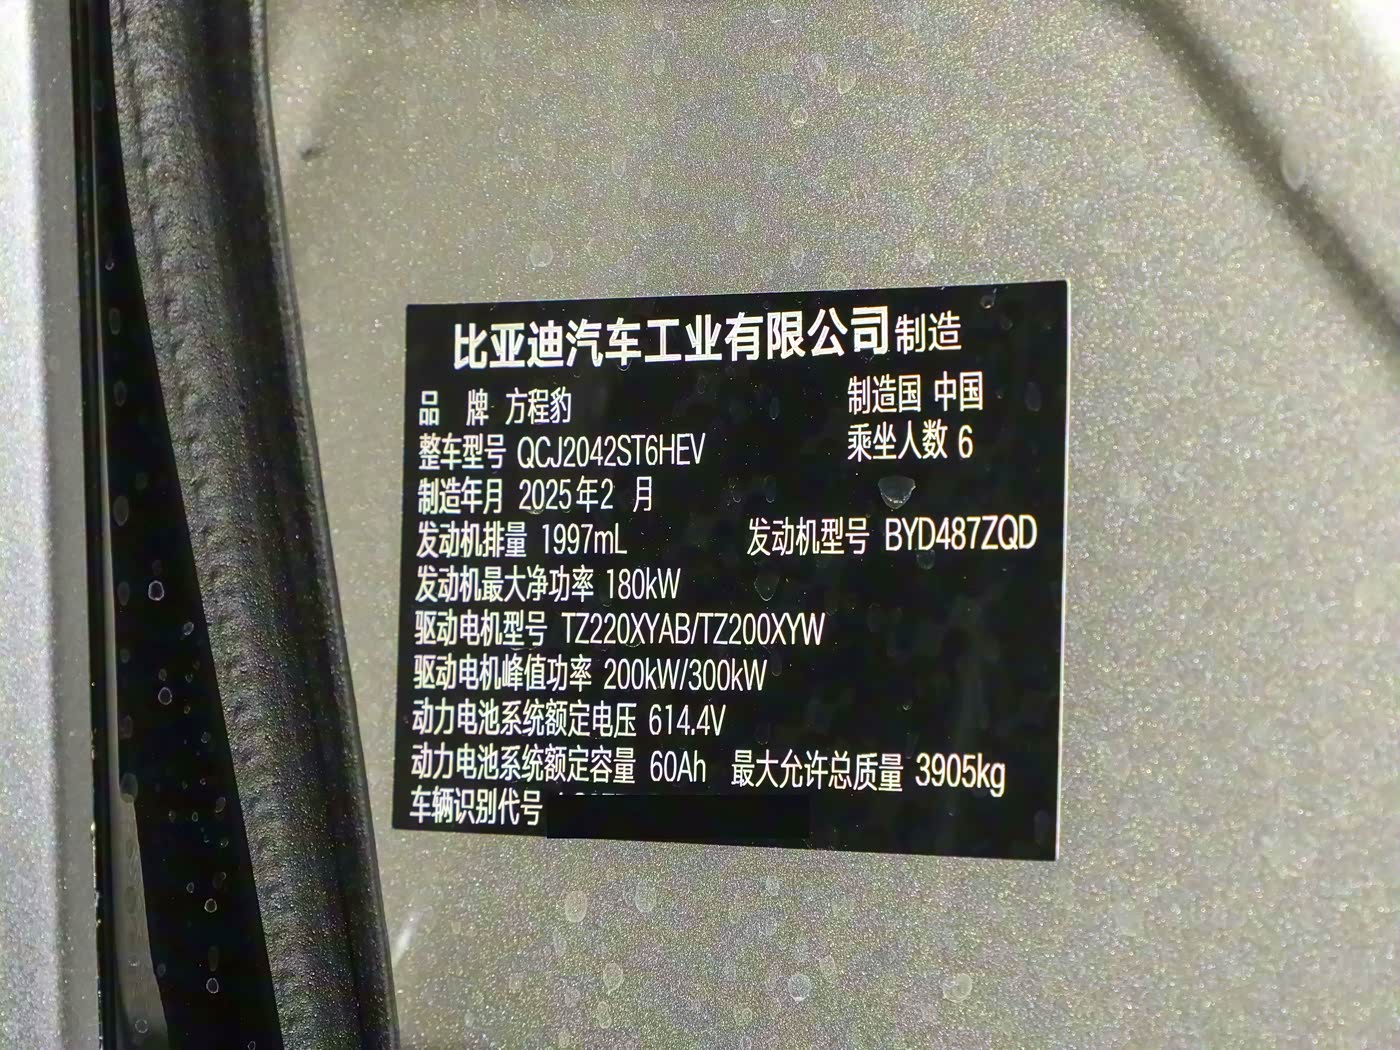 比亚迪汽车工业有限公司制造
品 牌 方程豹 制造国 中国
整车型号 QCJ2042ST6HEV 乘坐人数 6
制造年月 2025年2 月
发动机排量 1997mL 发动机型号 BYD487ZQD
发动机最大净功率 180kW
驱动电机型号 TZ220XYAB/TZ200XYW
驱动电机峰值功率 200kW/300kW
动力电池系统额定电压 614.4V
动力电池系统额定容量 60Ah 最大允许总质量 3905kg
车辆识别代号